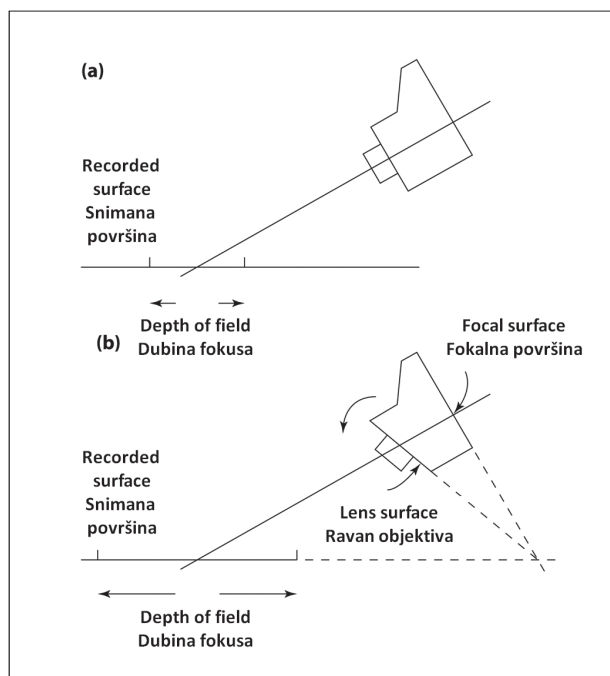 (a)
Recorded
surface
Snimana
površina
Depth of field
Dubina fokusa
(b)
Focal surface
Fokalna površina
Recorded
surface
Snimana
površina
Lens surface
Ravan objektiva
Depth of field
Dubina fokusa